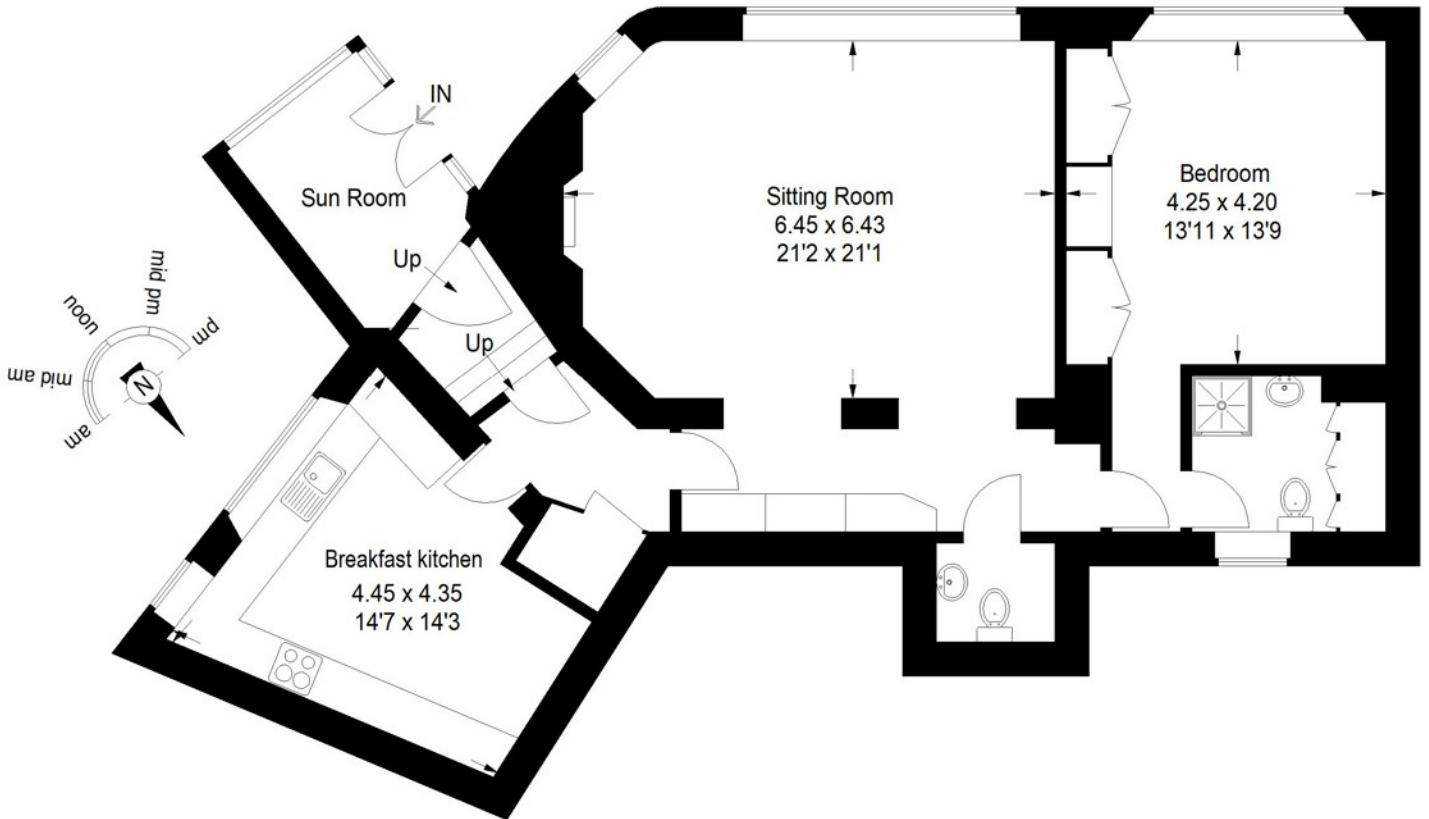 IN
Sun Room
Up
Up
Sitting Room
6.45 x 6.43
21'2 x 21'1
Bedroom
4.25 x 4.20
13'11 x 13'9
am
mid am
noon
mid pm
pm
N
Breakfast kitchen
4.45 x 4.35
14'7 x 14'3